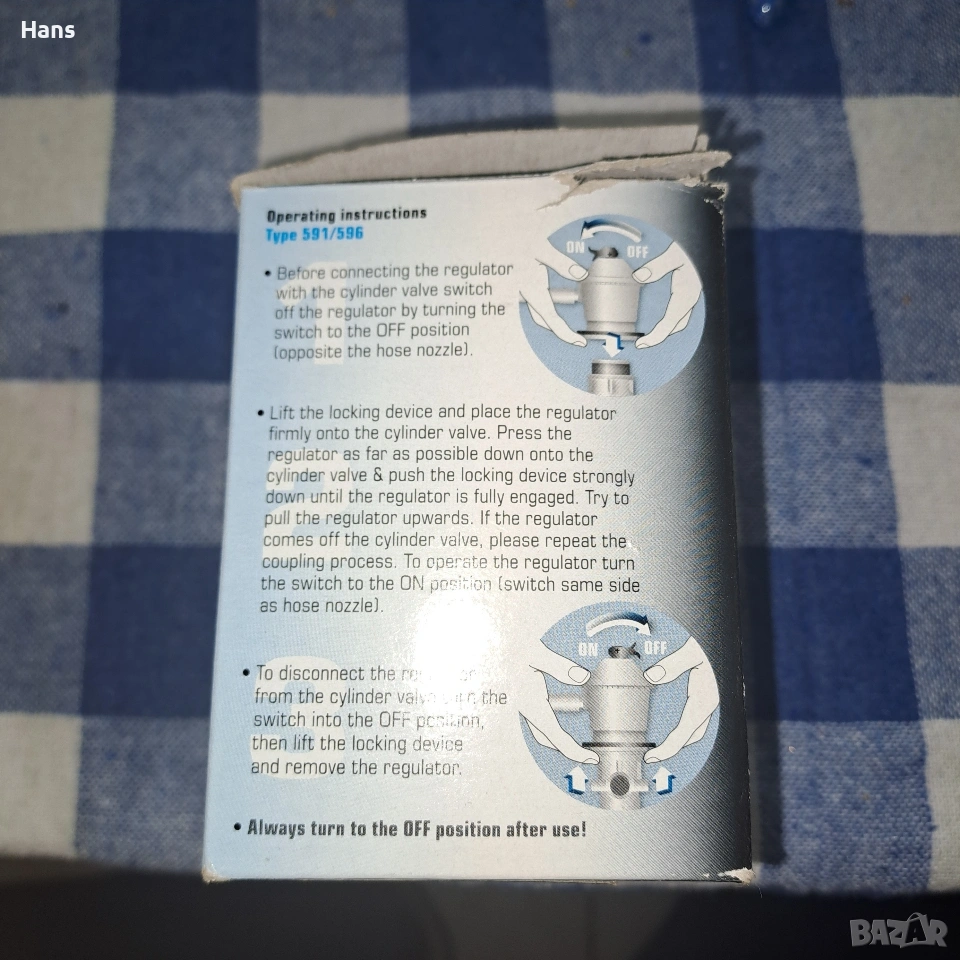 Hans
Operating instructions
Type 591/596
ON OFF
1
• Before connecting the regulator
with the cylinder valve switch
off the regulator by turning the
switch to the OFF position
(opposite the hose nozzle).
2
• Lift the locking device and place the regulator
firmly onto the cylinder valve. Press the
regulator as far as possible down onto the
cylinder valve & push the locking device strongly
down until the regulator is fully engaged. Try to
pull the regulator upwards. If the regulator
comes off the cylinder valve, please repeat the
coupling process. To operate the regulator turn
the switch to the ON position (switch same side
as hose nozzle).
ON OFF
3
• To disconnect the
from the cylinder valve turn the
switch into the OFF position,
then lift the locking device
and remove the regulator.
• Always turn to the OFF position after use!
BAZAR